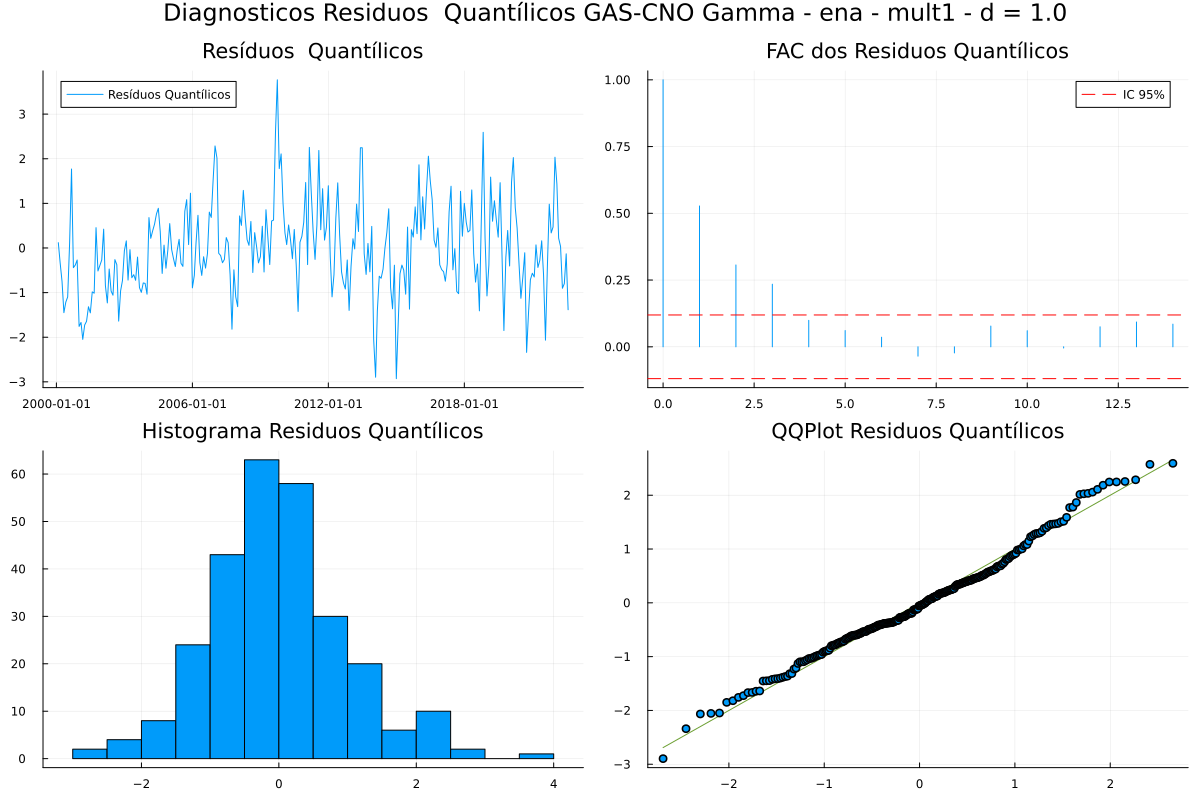 Diagnosticos Residuos  Quantílicos GAS-CNO Gamma - ena - mult1 - d = 1.0
Resíduos  Quantílicos
Resíduos Quantílicos
3
2
1
0
−1
−2
−3
2000-01-01 2006-01-01 2012-01-01 2018-01-01
FAC dos Residuos Quantílicos
IC 95%
1.00
0.75
0.50
0.25
0.00
0.0 2.5 5.0 7.5 10.0 12.5
Histograma Residuos Quantílicos
60
50
40
30
20
10
0
−2 0 2 4
QQPlot Residuos Quantílicos
2
1
0
−1
−2
−3
−2 −1 0 1 2